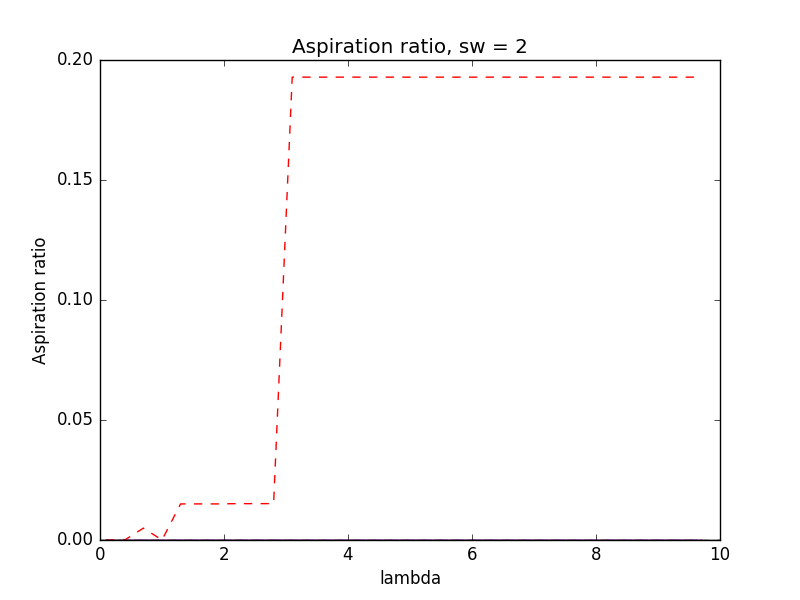 Aspiration ratio, sw = 2
0.20
0.15
0.10
0.05
0.00
Aspiration ratio
0 2 4 6 8 10
lambda